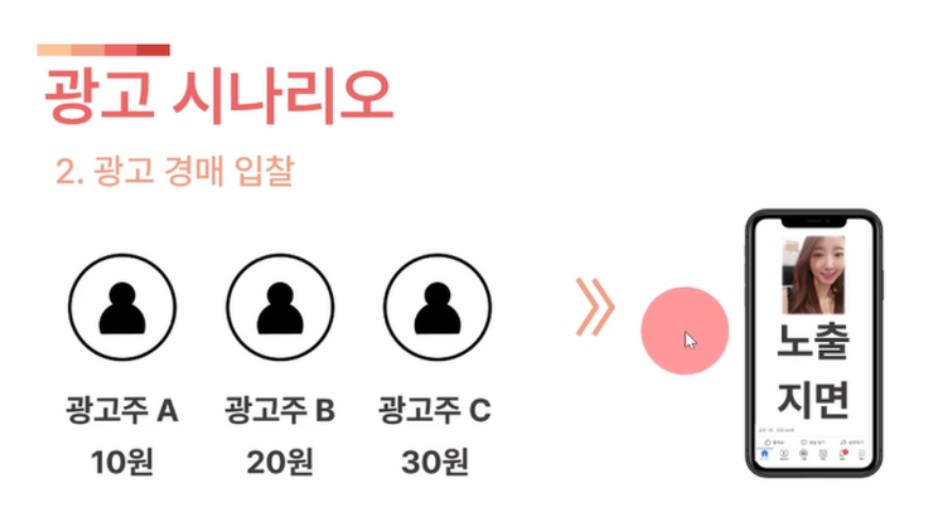 광고 시나리오
2. 광고 경매 입찰
광고주 A
광고주 B
광고주 C
10원
20원
30원
노출
지면